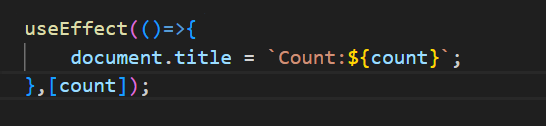 useEffect(()=>{
    document.title = `Count:${count}`;
},[count]);